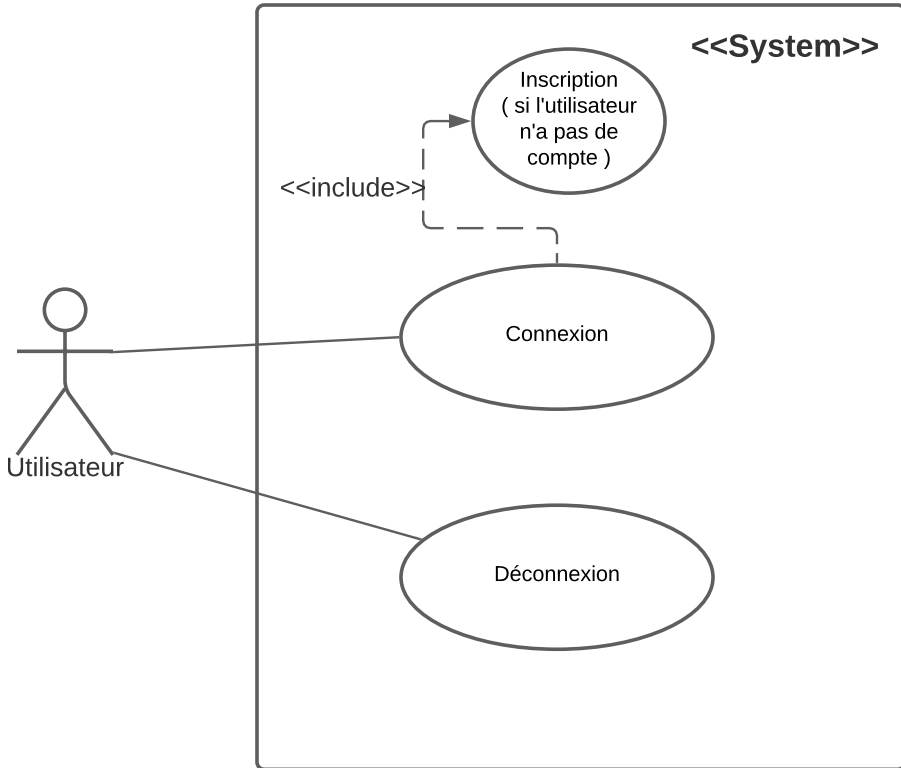 <<System>>
Inscription
( si l'utilisateur
n'a pas de
compte )
<<include>>
Connexion
Utilisateur
Déconnexion